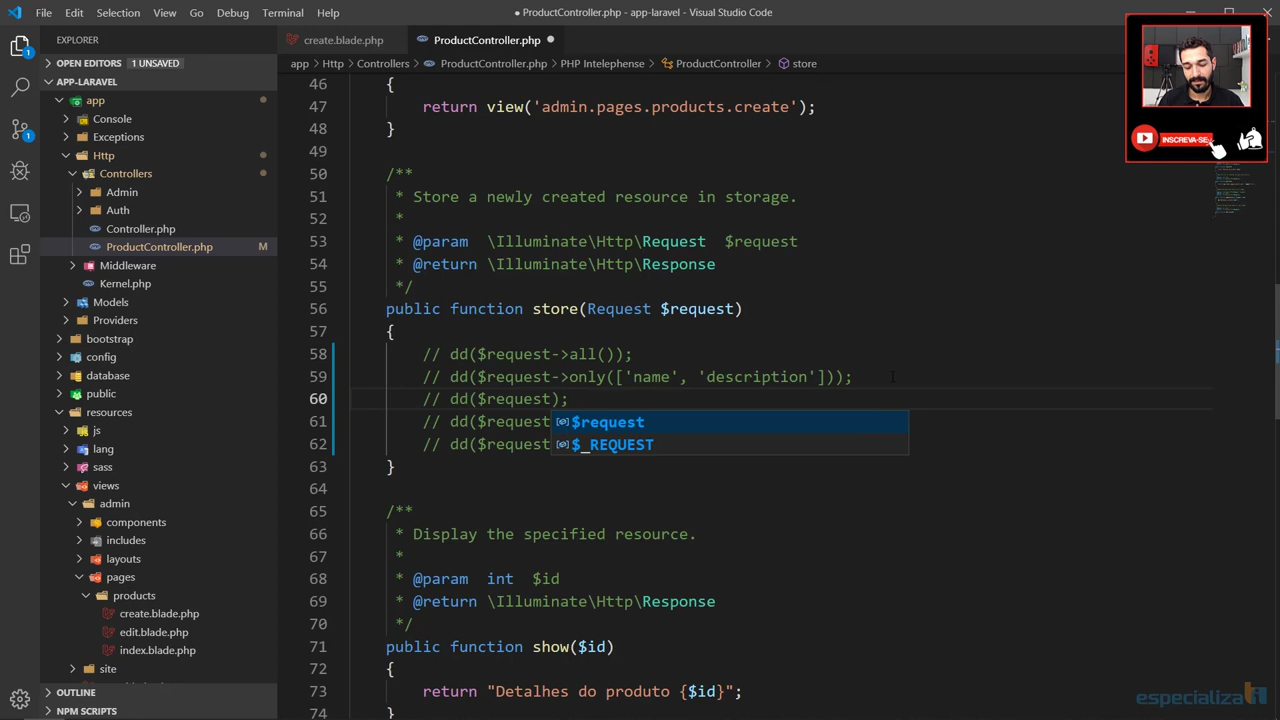 File Edit Selection View Go Debug Terminal Help
● ProductController.php - app-laravel - Visual Studio Code
EXPLORER
create.blade.php
ProductController.php
OPEN EDITORS 1 UNSAVED
app Http Controllers ProductController.php PHP Intelephense ProductController store
APP-LARAVEL
app
Console
Exceptions
Http
Controllers
Admin
Auth
Controller.php
ProductController.php M
Middleware
Kernel.php
Models
Providers
bootstrap
config
database
public
resources
js
lang
sass
views
admin
components
includes
layouts
pages
products
create.blade.php
edit.blade.php
index.blade.php
site
OUTLINE
NPM SCRIPTS
1
1
46 {
47 return view('admin.pages.products.create');
48 }
49
50 /**
51 * Store a newly created resource in storage.
52 *
53 * @param \Illuminate\Http\Request $request
54 * @return \Illuminate\Http\Response
55 */
56 public function store(Request $request)
57 {
58 // dd($request->all());
59 // dd($request->only(['name', 'description']));
60 // dd($request);
61 // dd($request
62 // dd($request
63 }
64
65 /**
66 * Display the specified resource.
67 *
68 * @param int $id
69 * @return \Illuminate\Http\Response
70 */
71 public function show($id)
72 {
73 return "Detalhes do produto {$id}";
74 }
$request
$_REQUEST
INSCREVA-SE
especializati